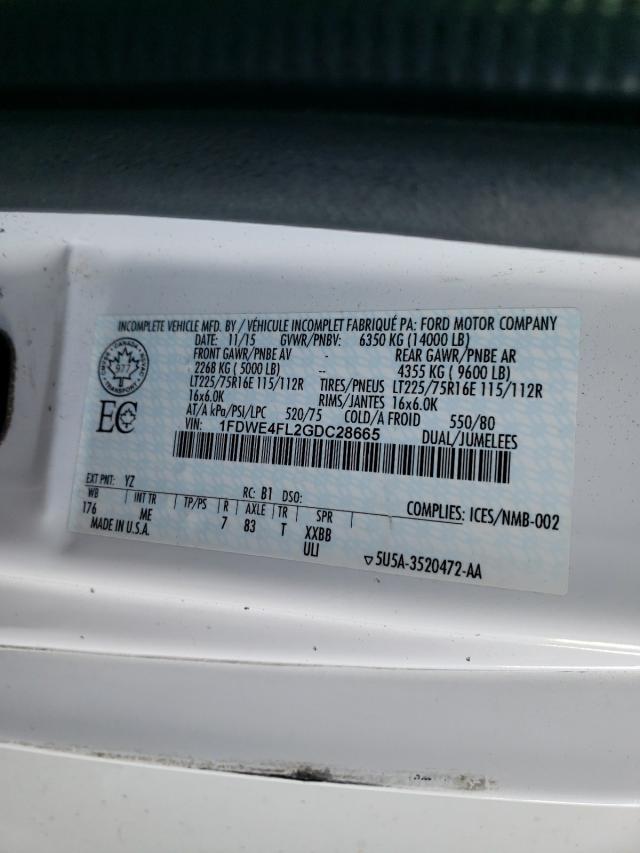 INCOMPLETE VEHICLE MFD. BY / VÉHICULE INCOMPLET FABRIQUÉ PA: FORD MOTOR COMPANY
DATE: 11/15 GVWR/PNBV: 6350 KG (14000 LB)
FRONT GAWR/PNBE AV - REAR GAWR/PNBE AR
2268 KG ( 5000 LB) -- 4355 KG ( 9600 LB)
LT225/75R16E 115/112R TIRES/PNEUS LT225/75R16E 115/112R
16x6.0K RIMS/JANTES 16x6.0K
AT/A kPa/PSI/LPC 520/75 COLD/A FROID 550/80
VIN: 1FDWE4FL2GDC28665 DUAL/JUMELEES
CANADA
977
TRANSPORT
EC
EXT PNT: YZ RC: B1 DSO:
WB INT TR TP/PS R AXLE TR SPR
176 ME 7 83 T XXBB
MADE IN U.S.A. ULI
COMPLIES: ICES/NMB-002
▽5U5A-3520472-AA